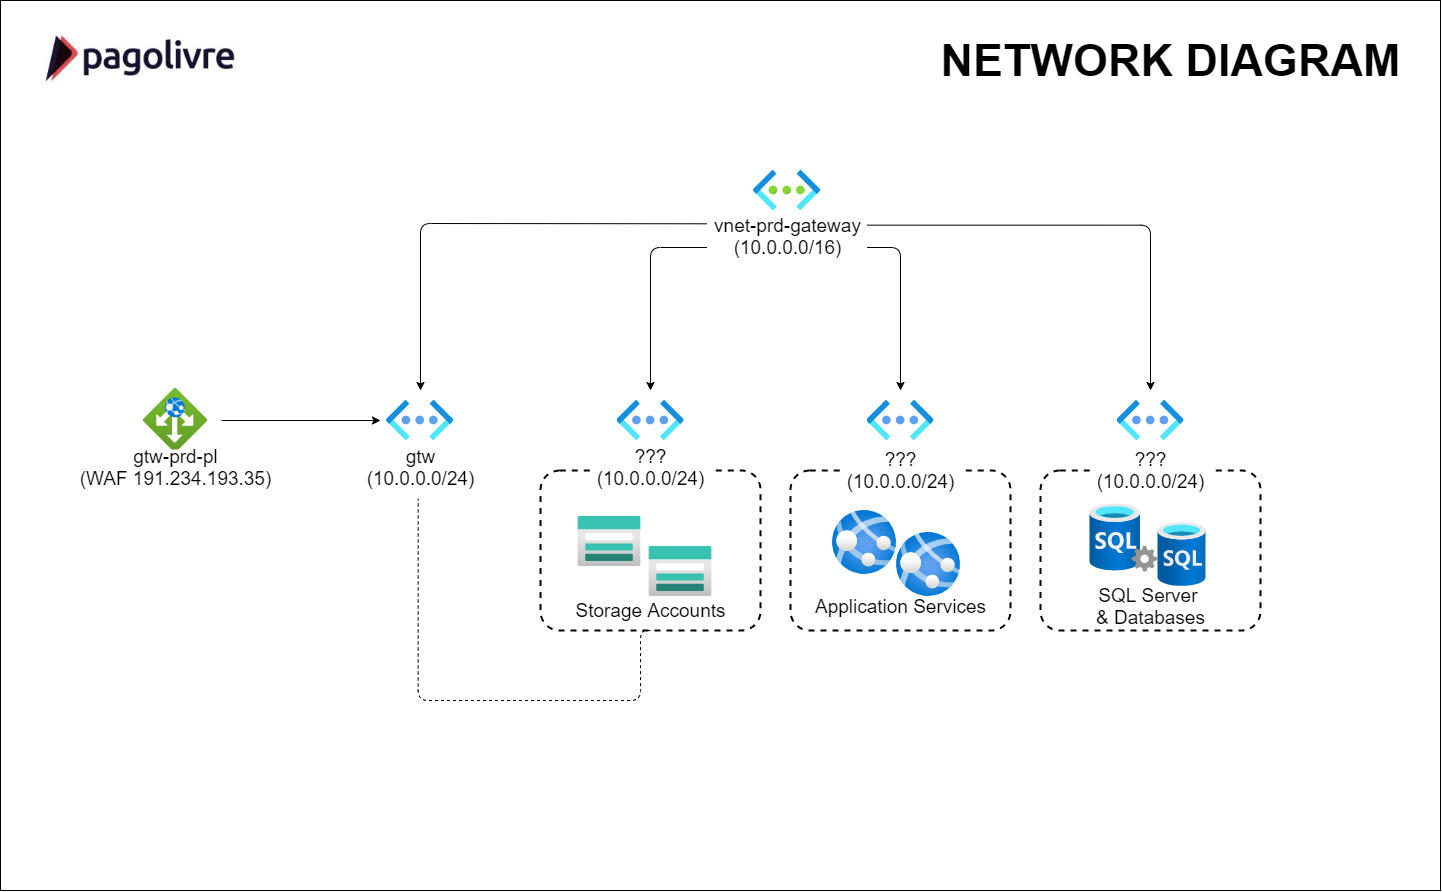 pagolivre
NETWORK DIAGRAM
vnet-prd-gateway
(10.0.0.0/16)
gtw-prd-pl
(WAF 191.234.193.35)
gtw
(10.0.0.0/24)
???
(10.0.0.0/24)
Storage Accounts
???
(10.0.0.0/24)
Application Services
???
(10.0.0.0/24)
SQL
SQL
SQL Server
& Databases